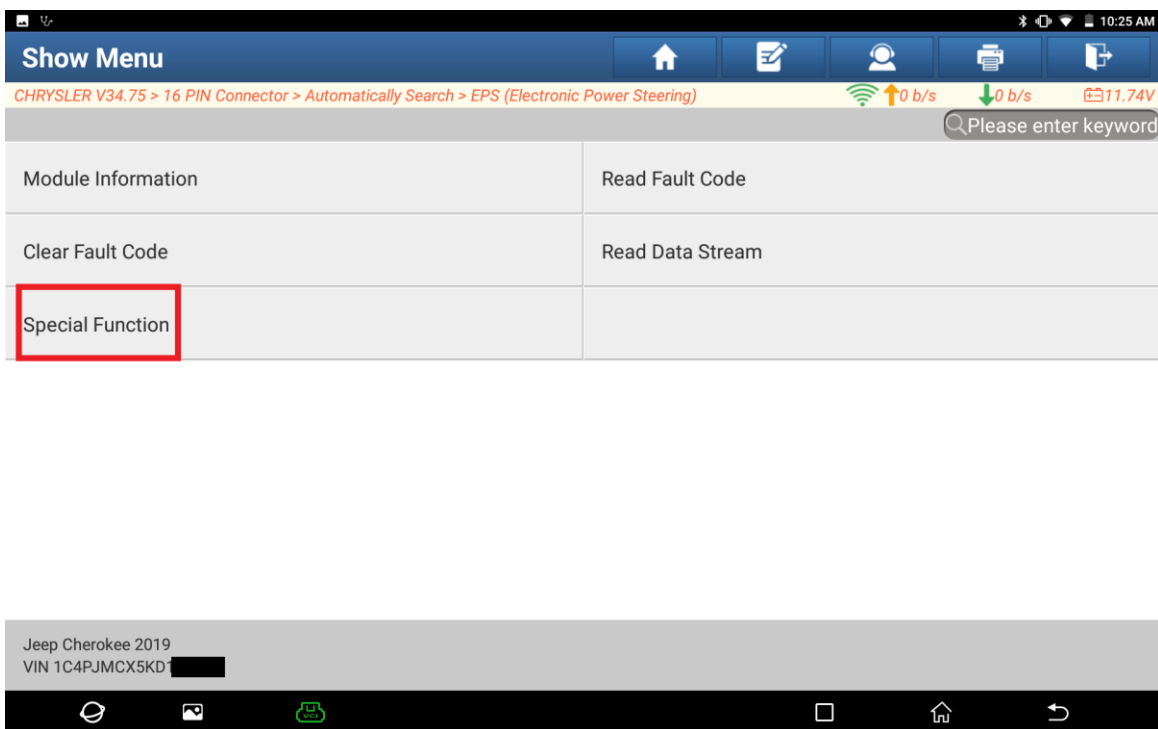 10:25 AM
Show Menu
CHRYSLER V34.75 > 16 PIN Connector > Automatically Search > EPS (Electronic Power Steering)
0 b/s
0 b/s
11.74V
Please enter keyword
Module Information
Read Fault Code
Clear Fault Code
Read Data Stream
Special Function
Jeep Cherokee 2019
VIN 1C4PJMCX5KD1
VCI